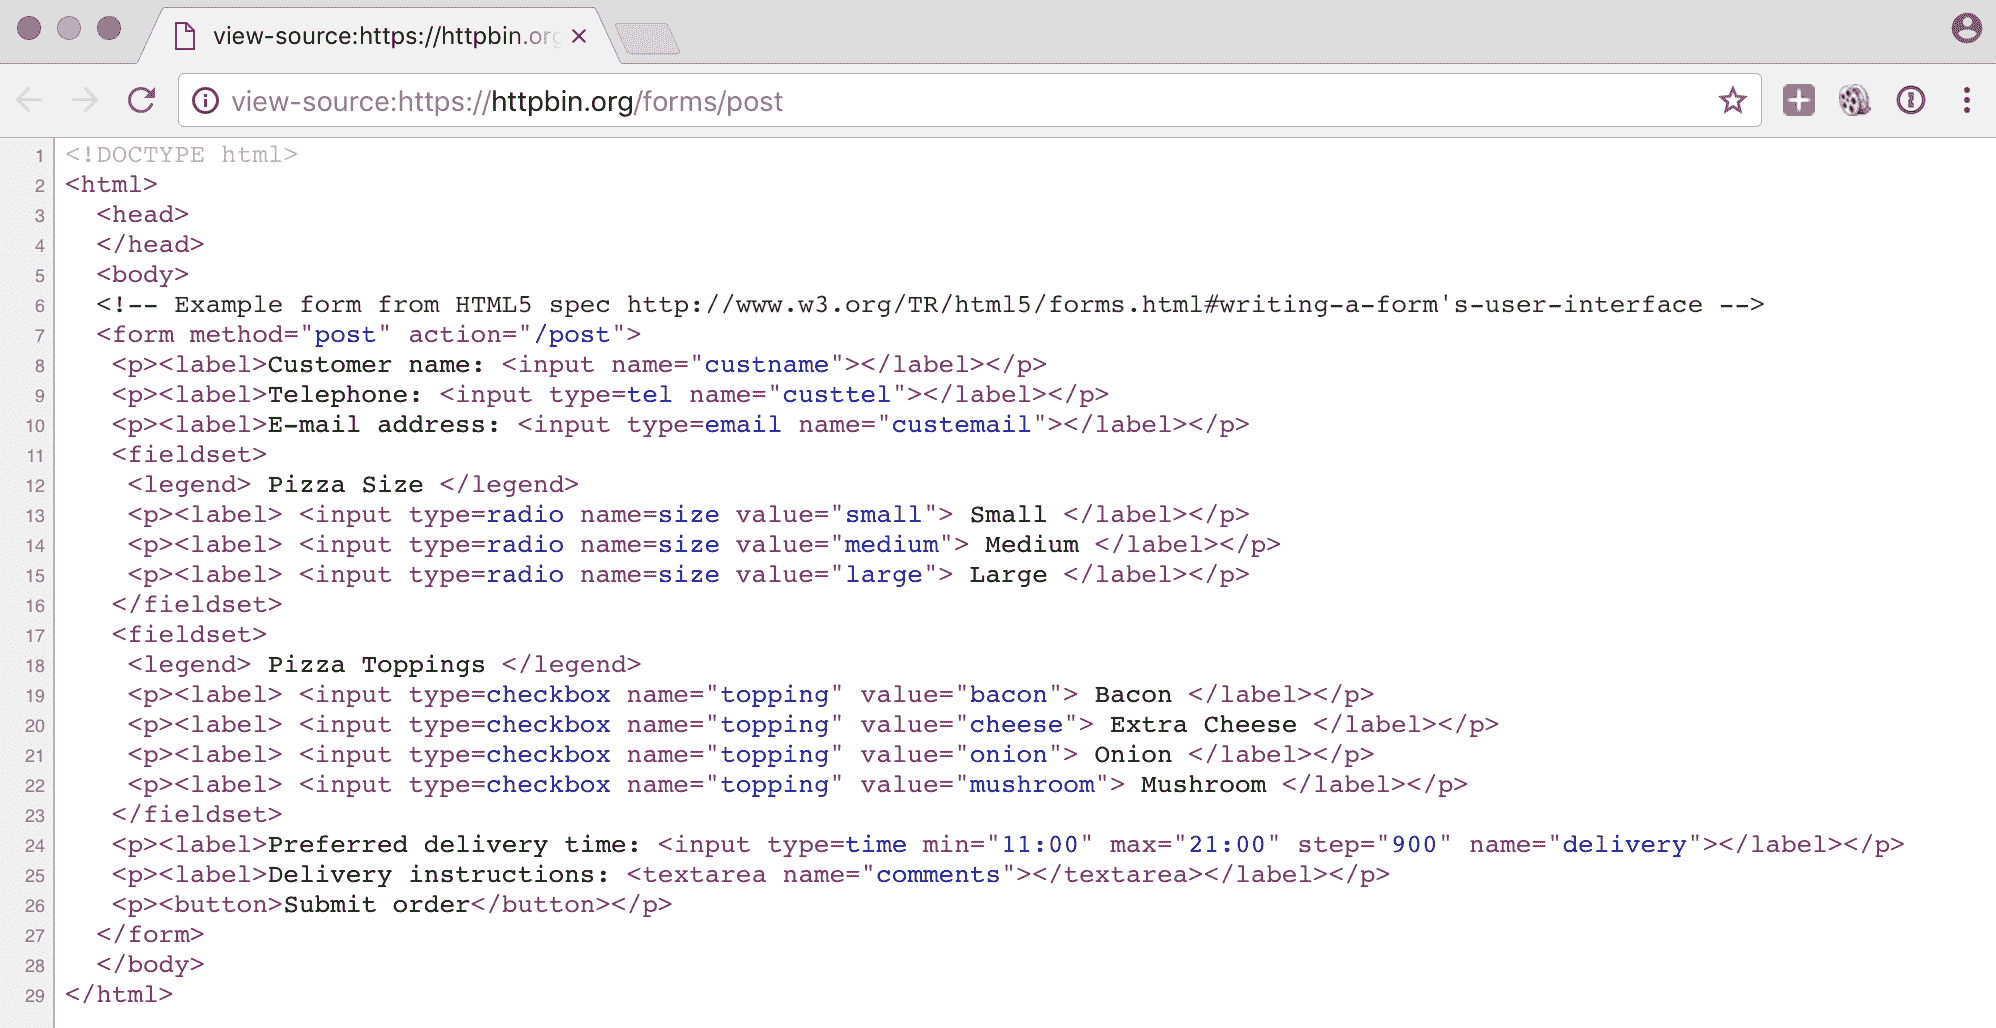 view-source:https://httpbin.org
view-source:https://httpbin.org/forms/post
1 <!DOCTYPE html>
2 <html>
3   <head>
4   </head>
5   <body>
6   <!-- Example form from HTML5 spec http://www.w3.org/TR/html5/forms.html#writing-a-form's-user-interface -->
7   <form method="post" action="/post">
8    <p><label>Customer name: <input name="custname"></label></p>
9    <p><label>Telephone: <input type=tel name="custtel"></label></p>
10    <p><label>E-mail address: <input type=email name="custemail"></label></p>
11    <fieldset>
12     <legend> Pizza Size </legend>
13     <p><label> <input type=radio name=size value="small"> Small </label></p>
14     <p><label> <input type=radio name=size value="medium"> Medium </label></p>
15     <p><label> <input type=radio name=size value="large"> Large </label></p>
16    </fieldset>
17    <fieldset>
18     <legend> Pizza Toppings </legend>
19     <p><label> <input type=checkbox name="topping" value="bacon"> Bacon </label></p>
20     <p><label> <input type=checkbox name="topping" value="cheese"> Extra Cheese </label></p>
21     <p><label> <input type=checkbox name="topping" value="onion"> Onion </label></p>
22     <p><label> <input type=checkbox name="topping" value="mushroom"> Mushroom </label></p>
23    </fieldset>
24    <p><label>Preferred delivery time: <input type=time min="11:00" max="21:00" step="900" name="delivery"></label></p>
25    <p><label>Delivery instructions: <textarea name="comments"></textarea></label></p>
26    <p><button>Submit order</button></p>
27   </form>
28   </body>
29 </html>